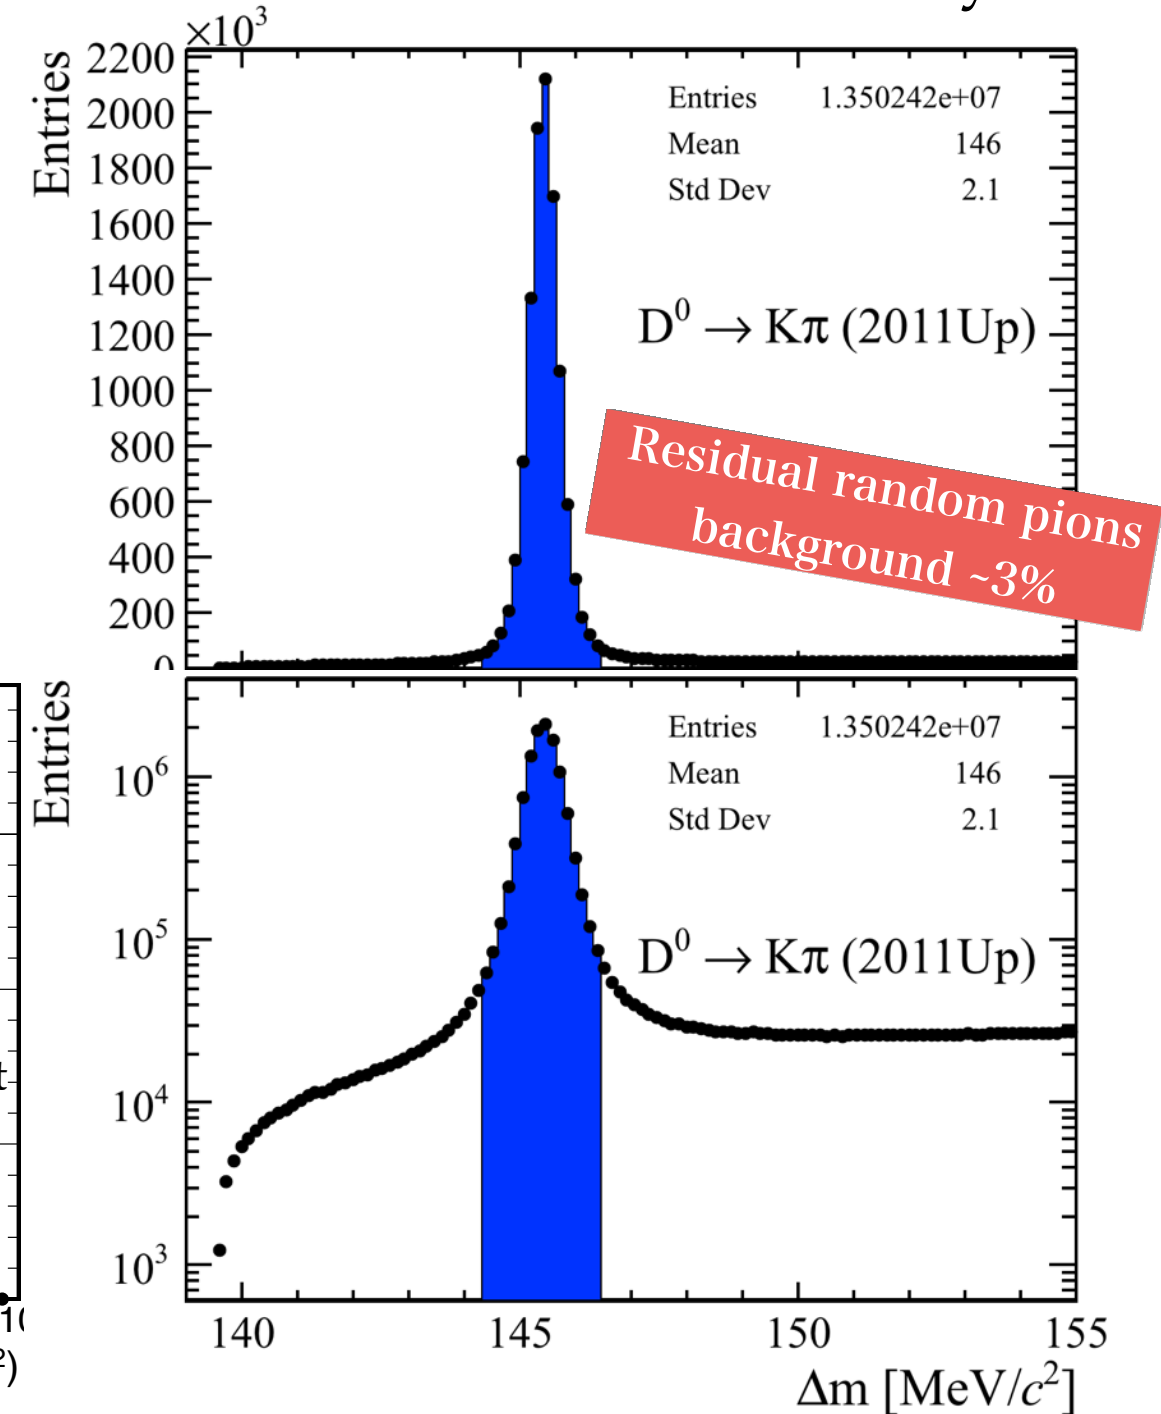 y
×10³
Entries
2200
2000
1800
1600
1400
1200
1000
800
600
400
200
0
Entries 1.350242e+07
Mean 146
Std Dev 2.1
D⁰ → Kπ (2011Up)
Residual random pions
background ~3%
Entries
10⁶
10⁵
10⁴
10³
Entries 1.350242e+07
Mean 146
Std Dev 2.1
D⁰ → Kπ (2011Up)
140 145 150 155
Δm [MeV/c²]
t
²)